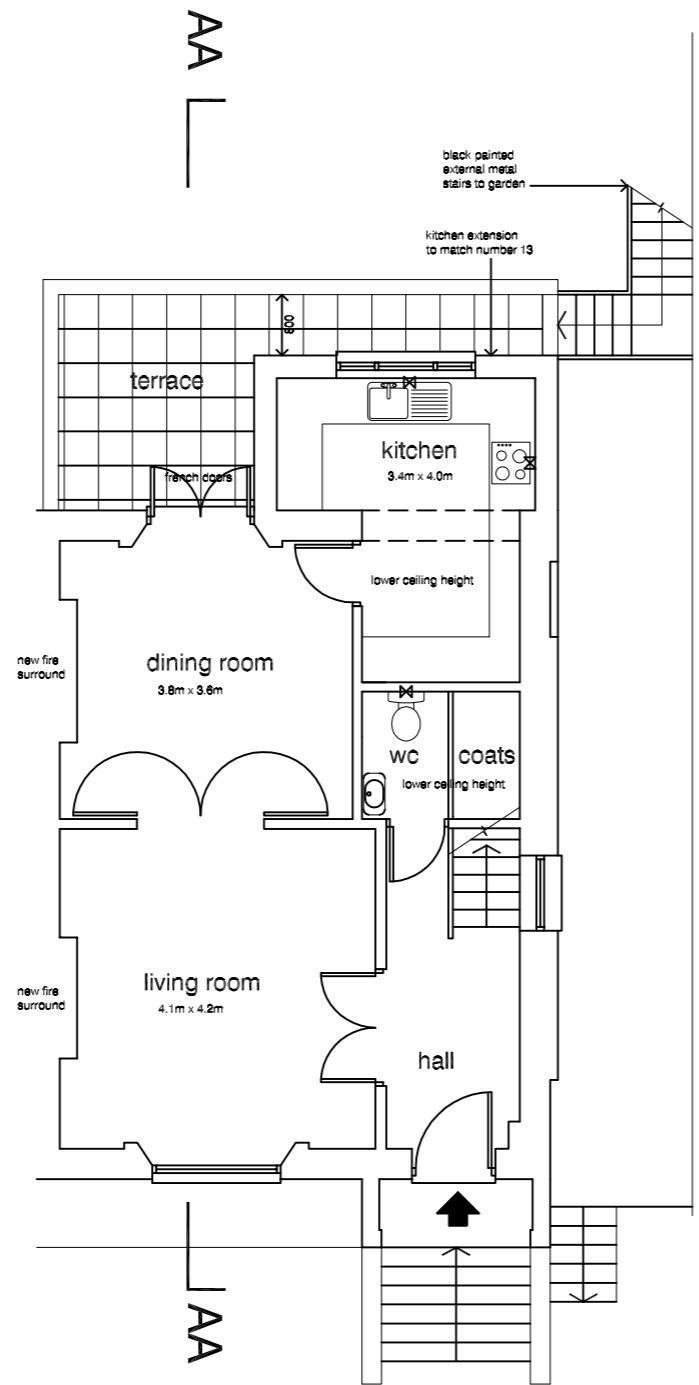 AA
black painted
external metal
stairs to garden
kitchen extension
to match number 13
800
terrace
kitchen
3.4m x 4.0m
french doors
lower ceiling height
new fire
surround
dining room
3.8m x 3.6m
wc
coats
lower ceiling height
new fire
surround
living room
4.1m x 4.2m
hall
AA